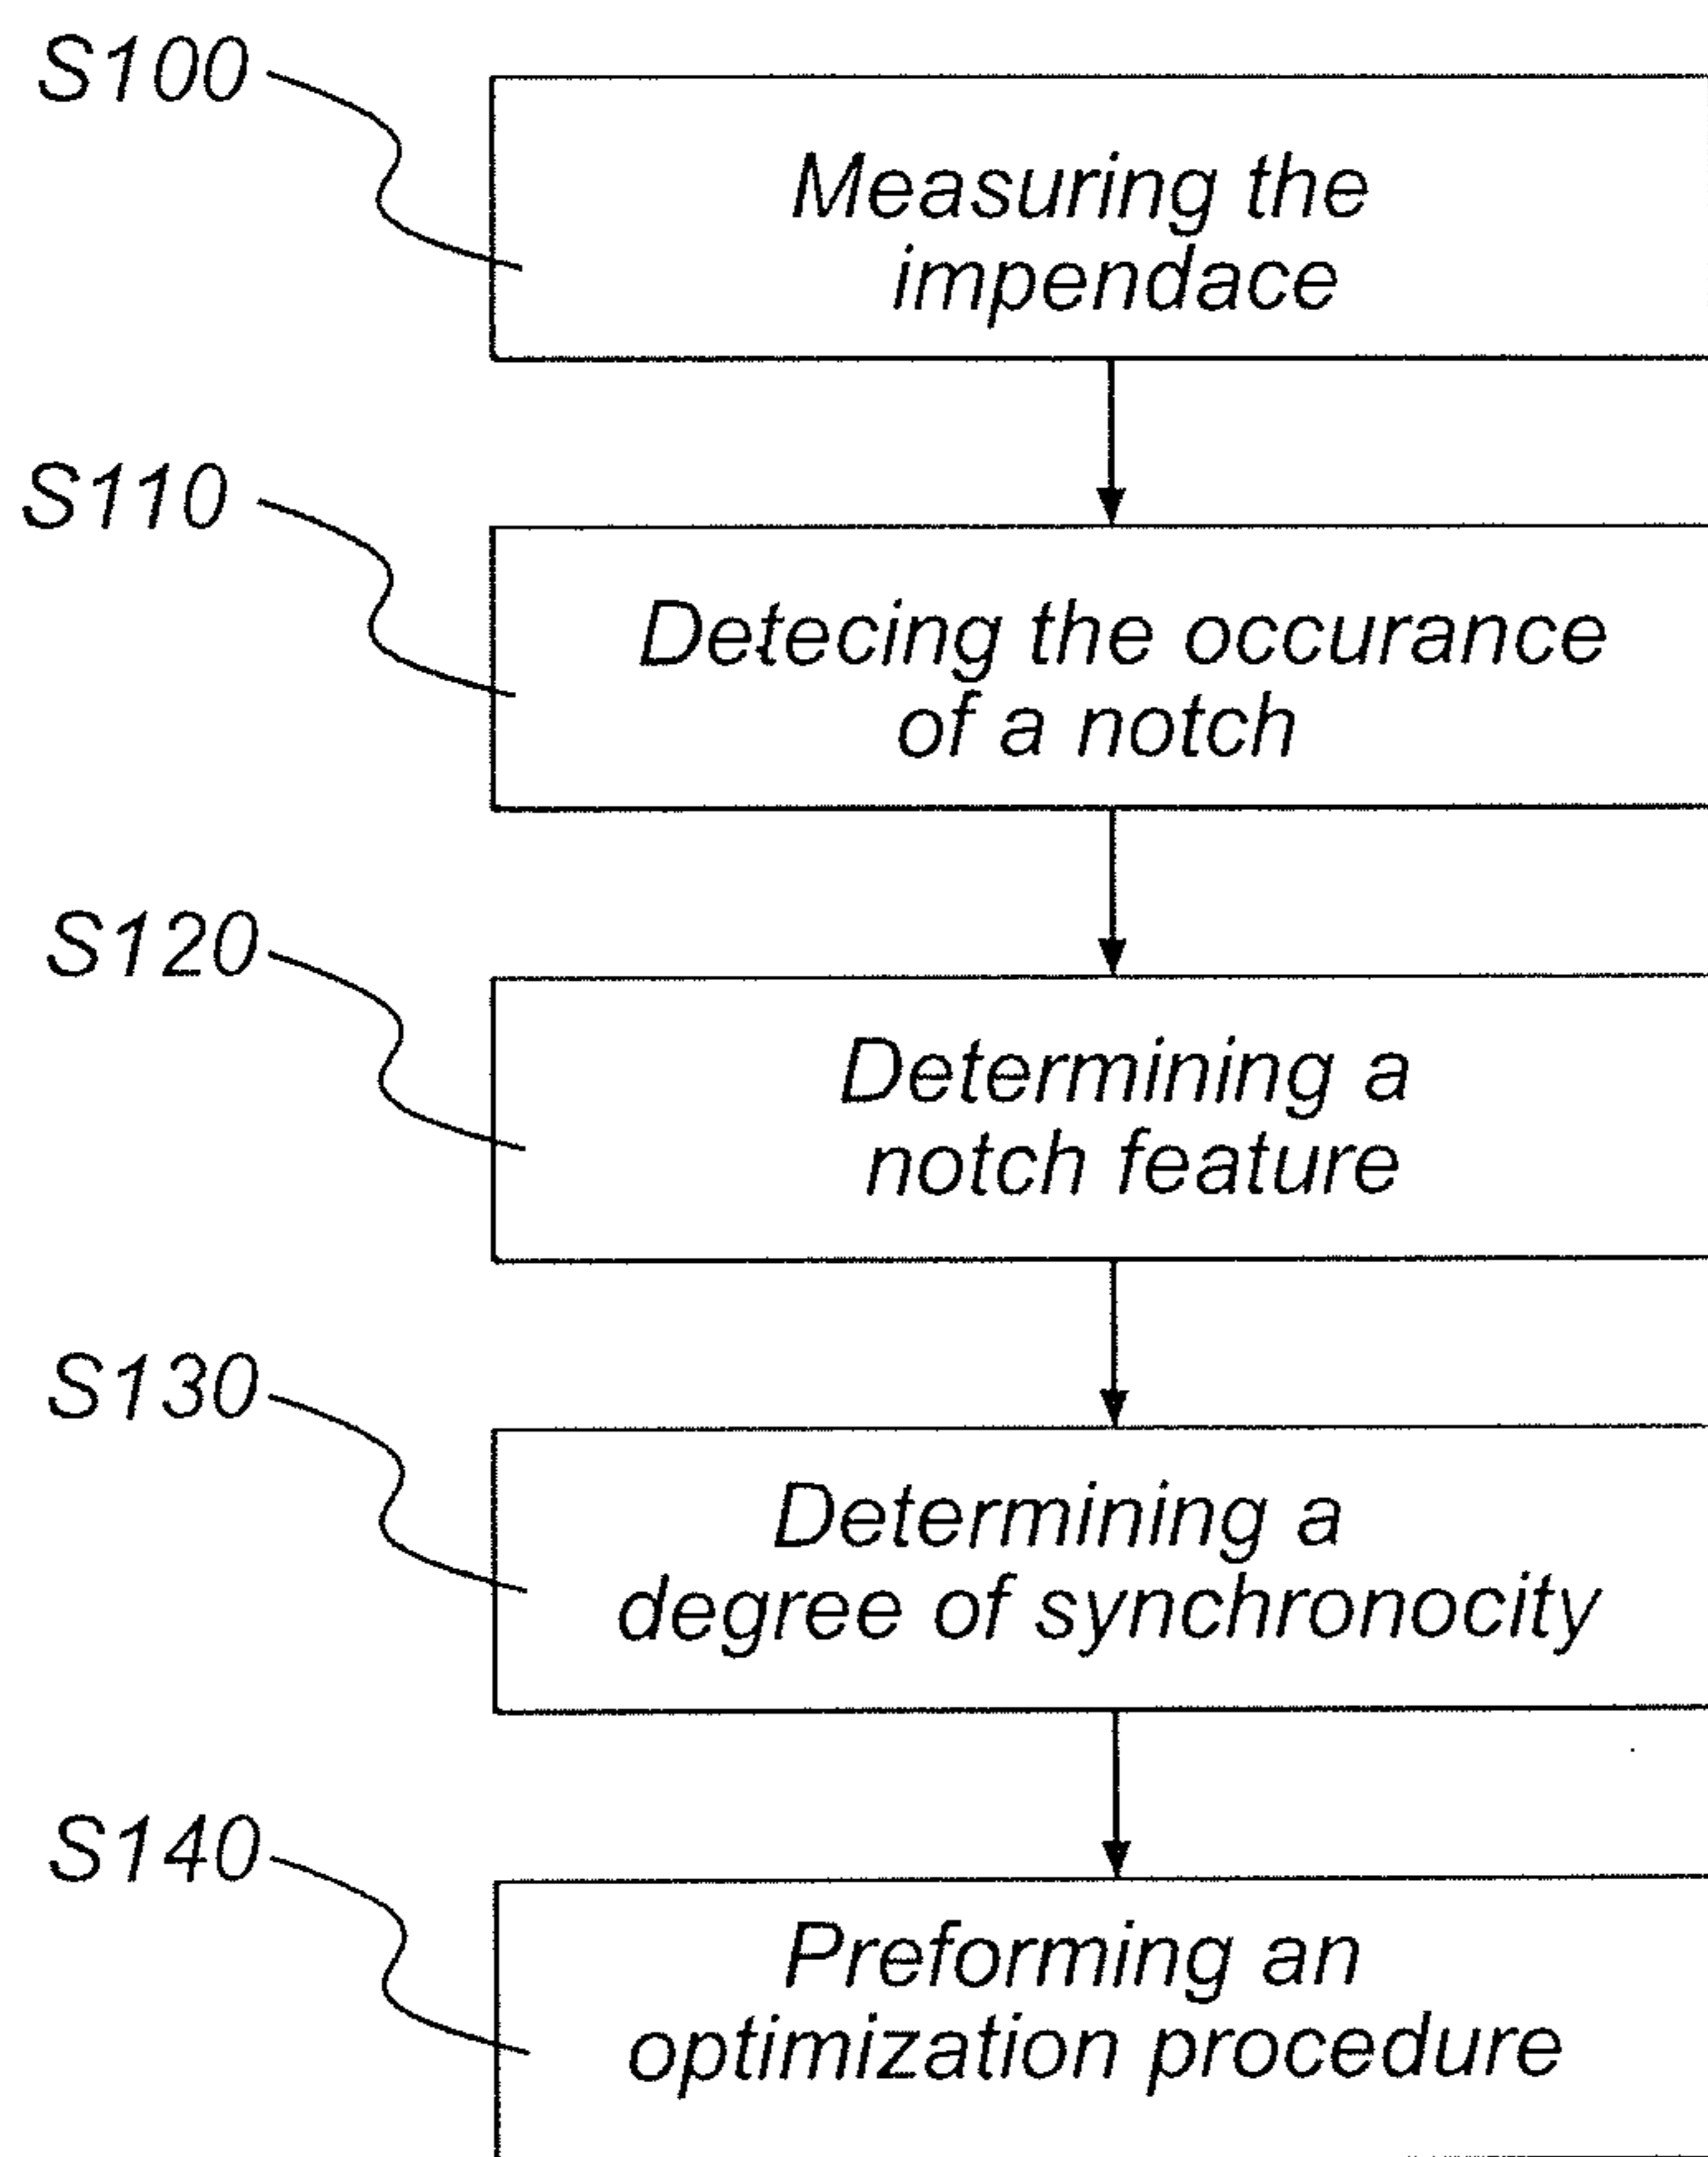 S100
Measuring the
impendace
S110
Detecing the occurance
of a notch
S120
Determining a
notch feature
S130
Determining a
degree of synchronocity
S140
Preforming an
optimization procedure